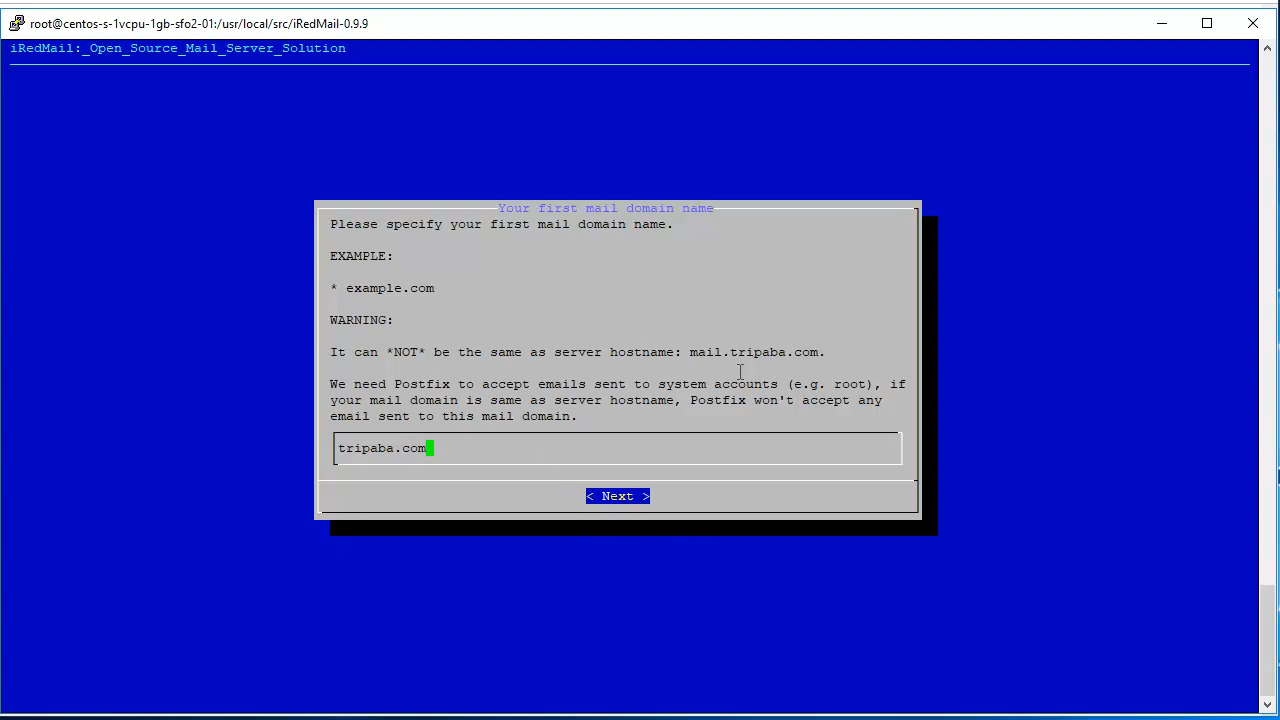 root@centos-s-1vcpu-1gb-sfo2-01:/usr/local/src/iRedMail-0.9.9
iRedMail:_Open_Source_Mail_Server_Solution
Your first mail domain name
Please specify your first mail domain name.
EXAMPLE:
* example.com
WARNING:
It can *NOT* be the same as server hostname: mail.tripaba.com.
We need Postfix to accept emails sent to system accounts (e.g. root), if
your mail domain is same as server hostname, Postfix won't accept any
email sent to this mail domain.
tripaba.com
< Next >